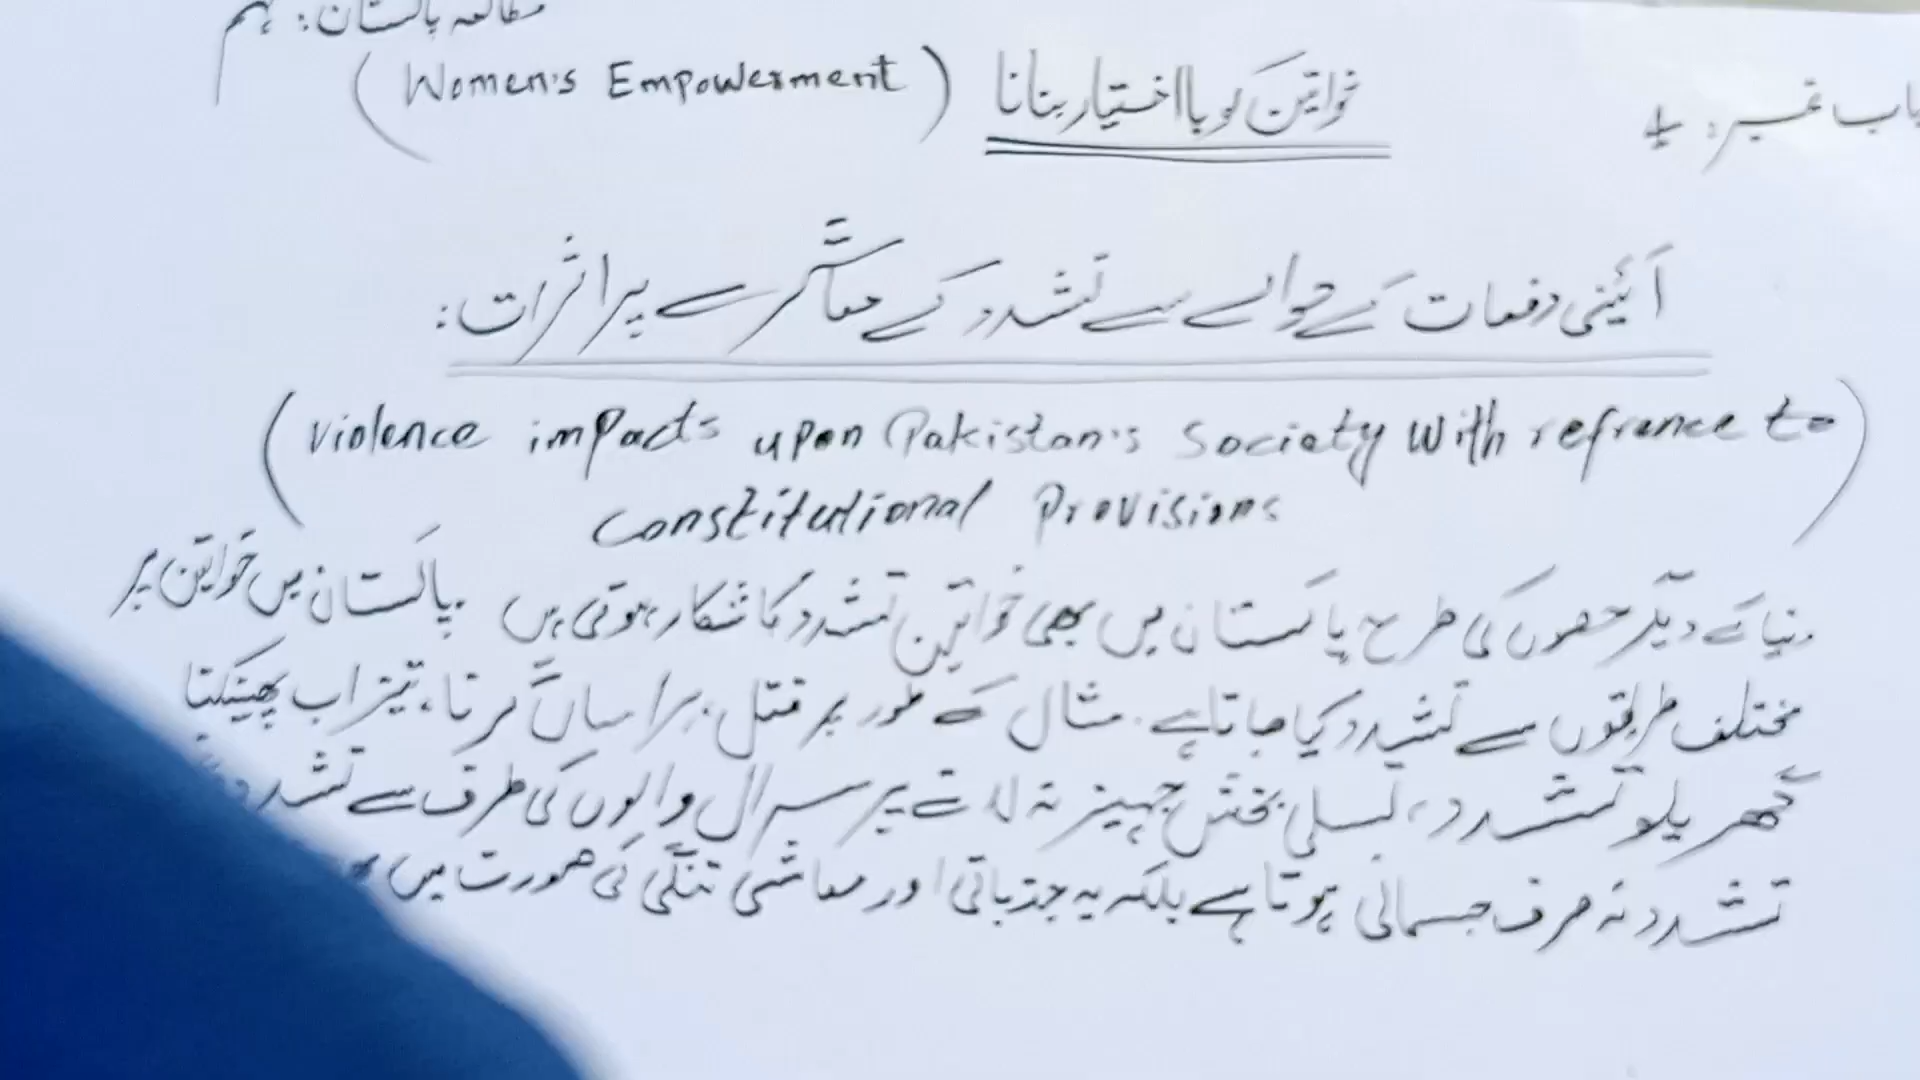 مطالعہ پاکستان: ہم
باب نمبر: 4 خواتین کو بااختیار بنانا (Women's Empowerment)
آئینی دفعات کے حوالے سے تشدد کے معاشرے پر اثرات:
(Violence impacts upon Pakistan's Society With refrance to
constitutional Provisions)
دنیا کے دیگر حصوں کی طرح پاکستان میں بھی خواتین تشدد کا شکار ہوتی ہیں۔ پاکستان میں خواتین پر
مختلف طریقوں سے تشدد کیا جاتا ہے۔ مثال کے طور پر قتل، ہراساں کرنا، تیزاب پھینکنا
گھریلو تشدد، تسلی بخش جہیز نہ لانے پر سسرال والوں کی طرف سے تشدد
تشدد نہ صرف جسمانی ہوتا ہے بلکہ یہ جذباتی اور معاشی تنگی کی صورت میں